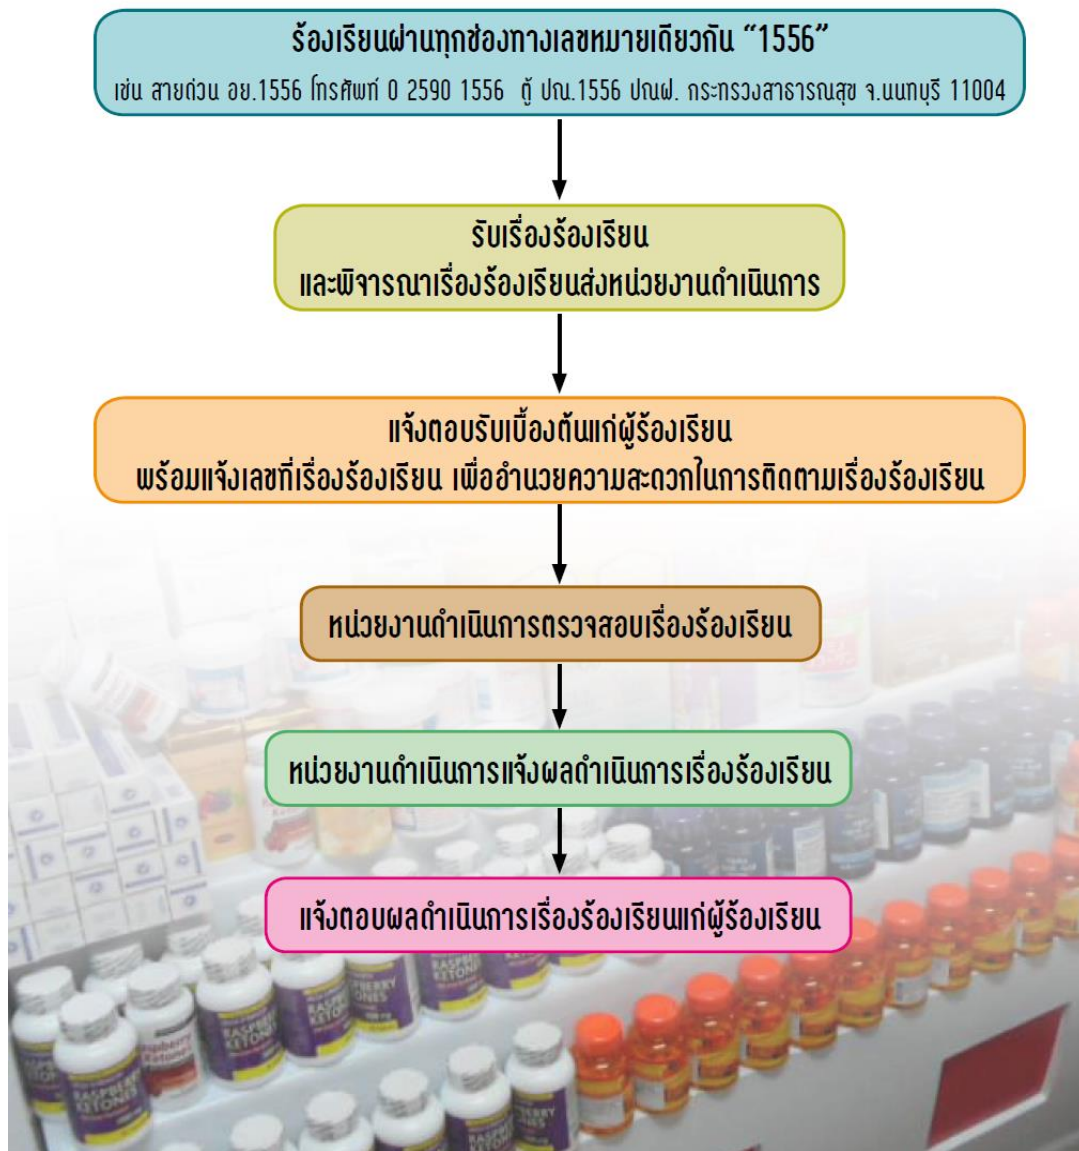 ร้องเรียนผ่านทุกช่องทางเลขหมายเดียวกัน “1556”
เช่น สายด่วน อย.1556 โทรศัพท์ 0 2590 1556 ตู้ ปณ.1556 ปณฝ. กระทรวงสาธารณสุข จ.นนทบุรี 11004
รับเรื่องร้องเรียน
และพิจารณาเรื่องร้องเรียนส่งหน่วยงานดำเนินการ
แจ้งตอบรับเบื้องต้นแก่ผู้ร้องเรียน
พร้อมแจ้งเลขที่เรื่องร้องเรียน เพื่ออำนวยความสะดวกในการติดตามเรื่องร้องเรียน
หน่วยงานดำเนินการตรวจสอบเรื่องร้องเรียน
หน่วยงานดำเนินการแจ้งผลดำเนินการเรื่องร้องเรียน
แจ้งตอบผลดำเนินการเรื่องร้องเรียนแก่ผู้ร้องเรียน
RASPBERRY
KETONES
RASPBERRY
KETONES
RASPBERRY
KETONES